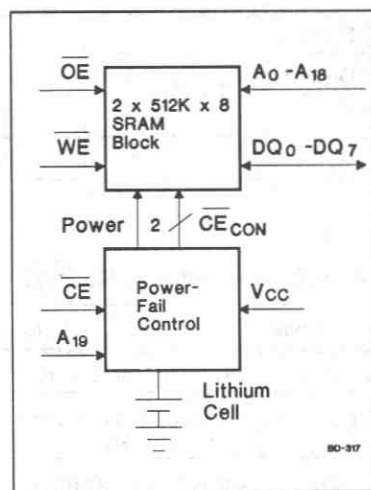 OE
A0 - A18
2 x 512K x 8
SRAM
Block
WE
DQ0 - DQ7
Power
2
CECON
CE
Power-
Fail
Control
VCC
A19
Lithium
Cell
BD-317